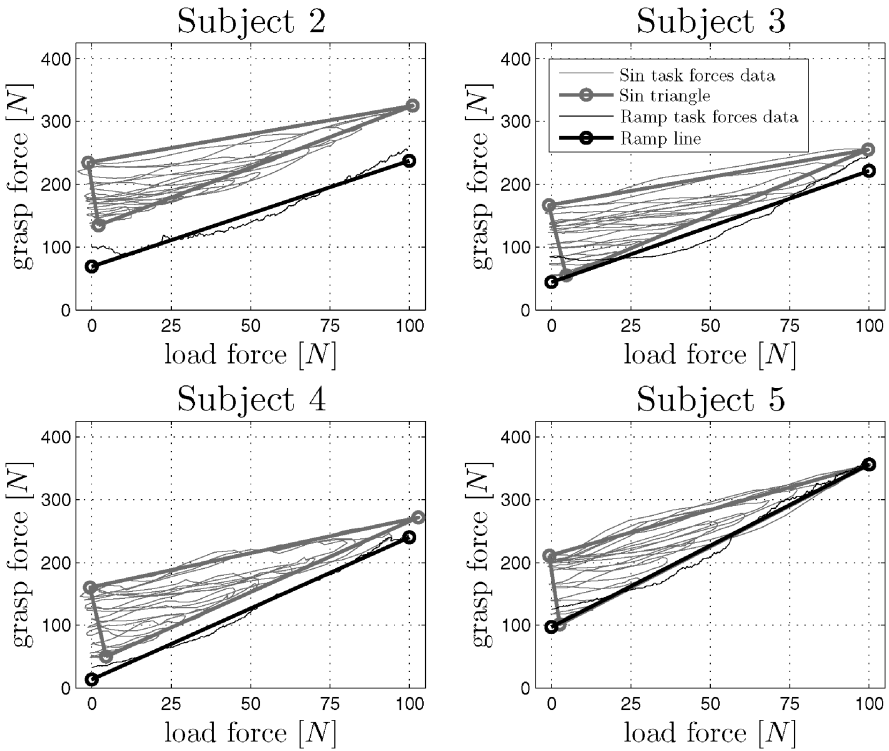 Subject 2
grasp force [N]
400
300
200
100
0
0 25 50 75 100
load force [N]
Subject 3
grasp force [N]
400
300
200
100
0
Sin task forces data
Sin triangle
Ramp task forces data
Ramp line
0 25 50 75 100
load force [N]
Subject 4
grasp force [N]
400
300
200
100
0
0 25 50 75 100
load force [N]
Subject 5
grasp force [N]
400
300
200
100
0
0 25 50 75 100
load force [N]